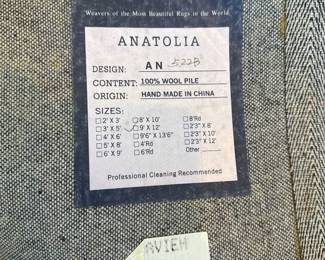 Weavers of the Most Beautiful Rugs in the World
ANATOLIA
DESIGN: AN 522B
CONTENT: 100% WOOL PILE
ORIGIN: HAND MADE IN CHINA
SIZES:
☐2' X 3' ☐8' X 10' ☐8'Rd
☐3' X 5' ☑9' X 12' ☐2'3" X 6'
☐4' X 6' ☐9'6" X 13'6" ☐2'3" X 10'
☐5' X 8' ☐4'Rd ☐2'3" X 12'
☐6' X 9' ☐6'Rd Other
Professional Cleaning Recommended
AVIEH